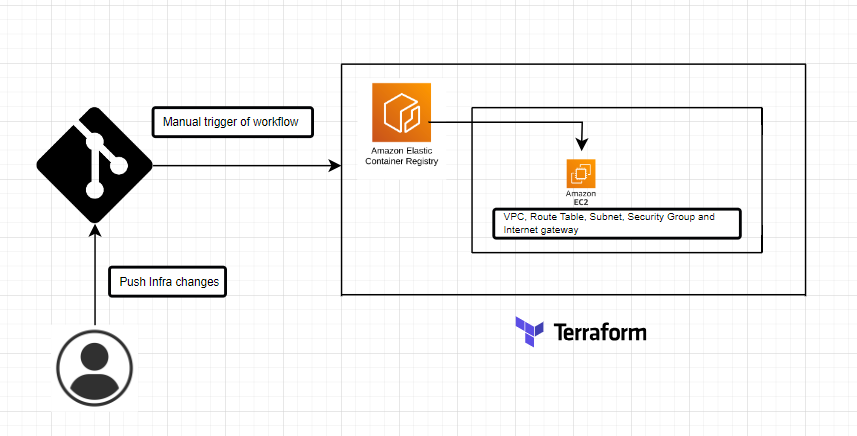 Manual trigger of workflow
Amazon Elastic
Container Registry
Amazon
EC2
VPC, Route Table, Subnet, Security Group and
Internet gateway
Push Infra changes
Terraform